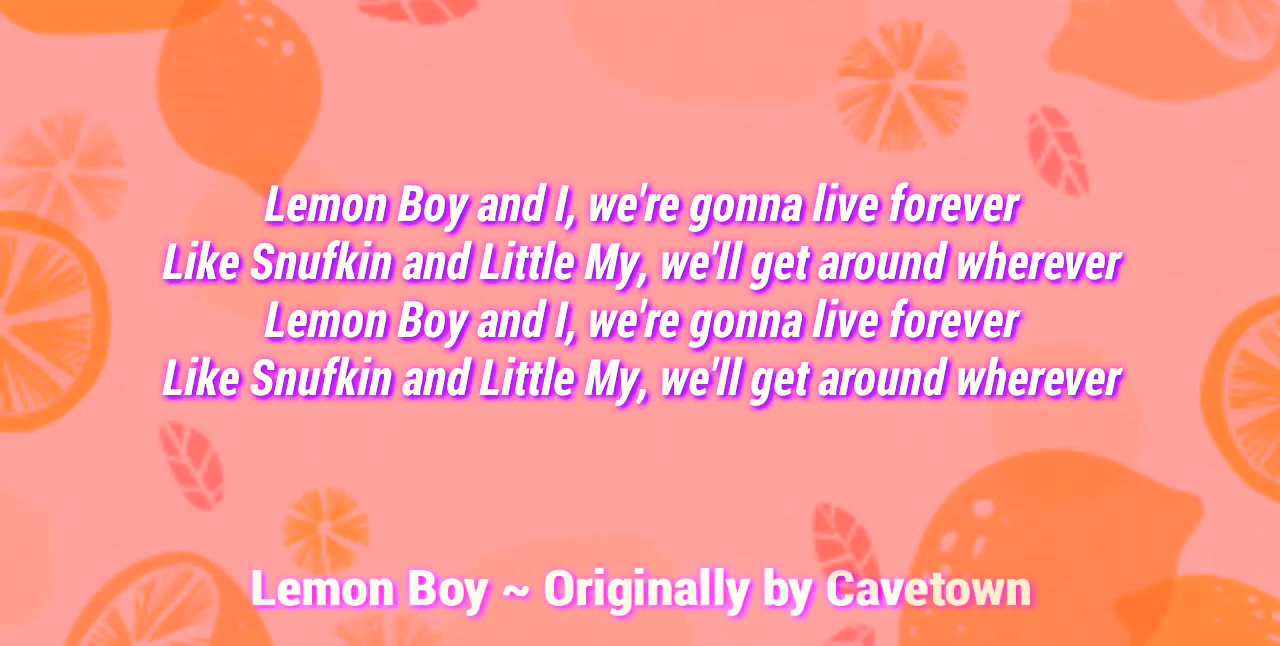 Lemon Boy and I, we're gonna live forever
Like Snufkin and Little My, we'll get around wherever
Lemon Boy and I, we're gonna live forever
Like Snufkin and Little My, we'll get around wherever
Lemon Boy ~ Originally by Cavetown